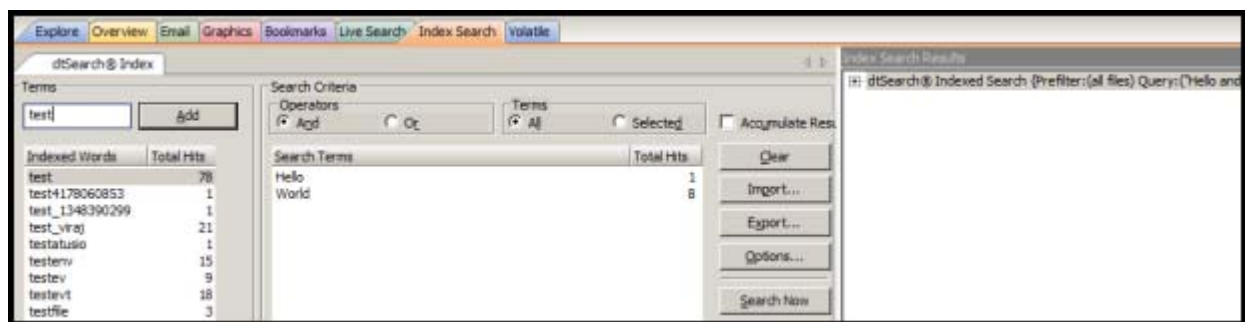 Explore Overview Email Graphics Bookmarks Live Search Index Search Volatile
dtSearch® Index
Index Search Results
Terms
test
Add
Indexed Words Total Hits
test 78
test4178060853 1
test_1348390299 1
test_viraj 21
testatusio 1
testenv 15
testev 9
testevt 18
testfile 3
Search Criteria
Operators
And
Or
Terms
All
Selected
Accumulate Resu
Search Terms Total Hits
Hello 1
World 8
Clear
Import...
Export...
Options...
Search Now
dtSearch® Indexed Search {Prefilter:(all files) Query:("Hello and